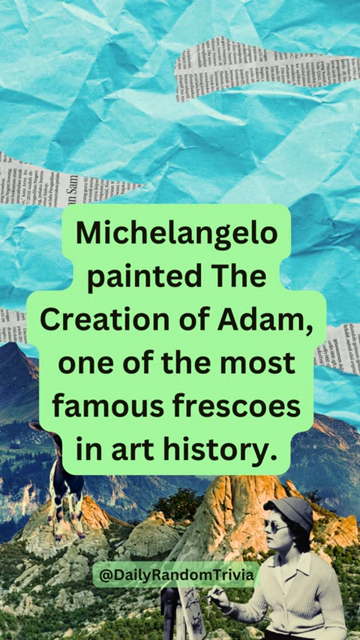 Michelangelo
painted The
Creation of Adam,
one of the most
famous frescoes
in art history.
@DailyRandomTrivia